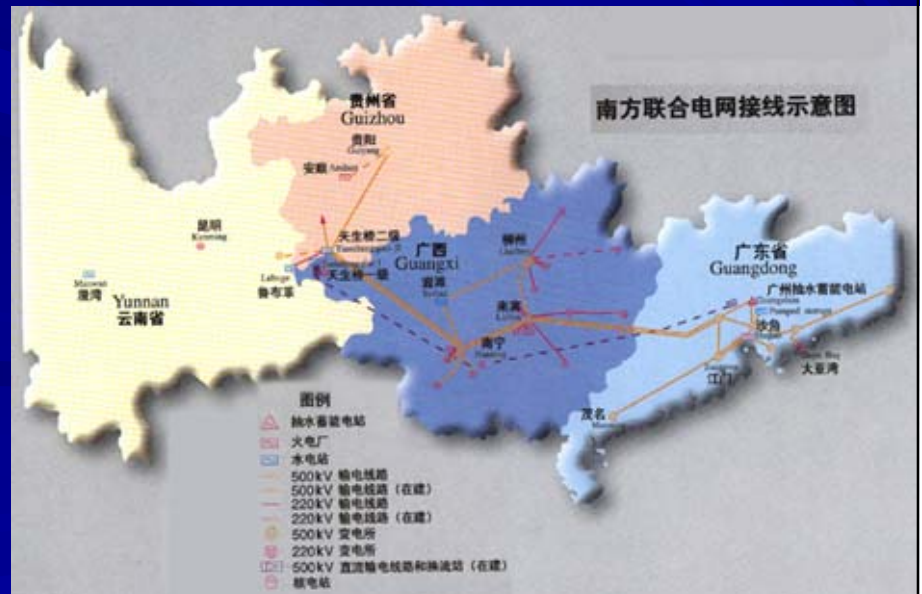 南方联合电网接线示意图
贵州省
Guizhou
贵阳
Guiyang
安顺 Anshun
昆明
Kunming
天生桥二级
天生桥一级
鲁布革
Yunnan
云南省
广西
Guangxi
柳州
南宁
广东省
Guangdong
广州抽水蓄能电站
Pumped storage
沙角
大亚湾
江门
茂名
图例
抽水蓄能电站
火电厂
水电站
500kV 输电线路
500kV 输电线路（在建）
220kV 输电线路
220kV 输电线路（在建）
500kV 变电所
220kV 变电所
500kV 直流输电线路和换流站（在建）
核电站